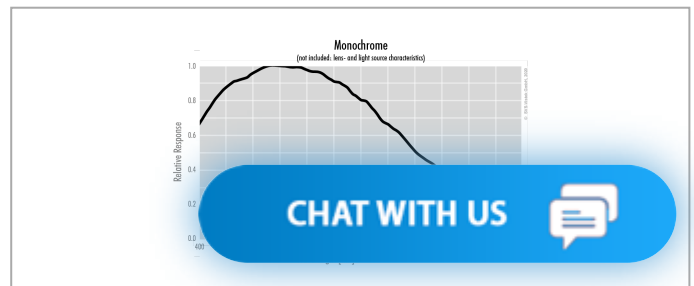 Monochrome
(not included: lens- and light source characteristics)
1.0
0.8
0.6
0.4
0.2
0.0
Relative Response
400
CHAT WITH US